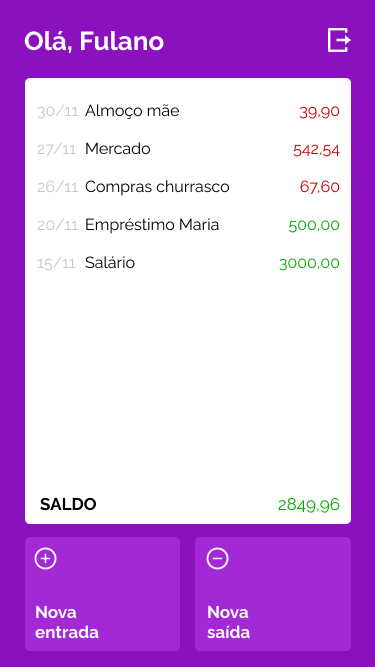 Olá, Fulano
30/11 Almoço mãe 39,90
27/11 Mercado 542,54
26/11 Compras churrasco 67,60
20/11 Empréstimo Maria 500,00
15/11 Salário 3000,00
SALDO 2849,96
Nova
entrada
Nova
saída